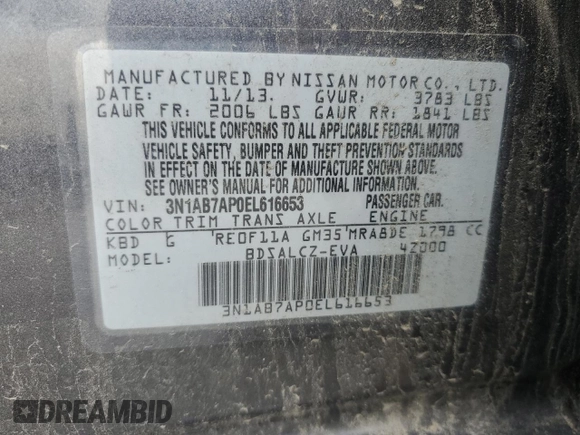 MANUFACTURED BY NISSAN MOTOR CO., LTD.
DATE: 11/13. GVWR: 3783 LBS
GAWR FR: 2006 LBS GAWR RR: 1841 LBS
THIS VEHICLE CONFORMS TO ALL APPLICABLE FEDERAL MOTOR
VEHICLE SAFETY, BUMPER AND THEFT PREVENTION STANDARDS
IN EFFECT ON THE DATE OF MANUFACTURE SHOWN ABOVE.
SEE OWNER'S MANUAL FOR ADDITIONAL INFORMATION.
VIN: 3N1AB7AP0EL616653 PASSENGER CAR.
COLOR TRIM TRANS AXLE ENGINE
KBD G RE0F11A GM35 MRA8DE 1798 CC
MODEL: BDSALCZ-EVA 4Z000
3N1AB7AP0EL616653
DREAMBID